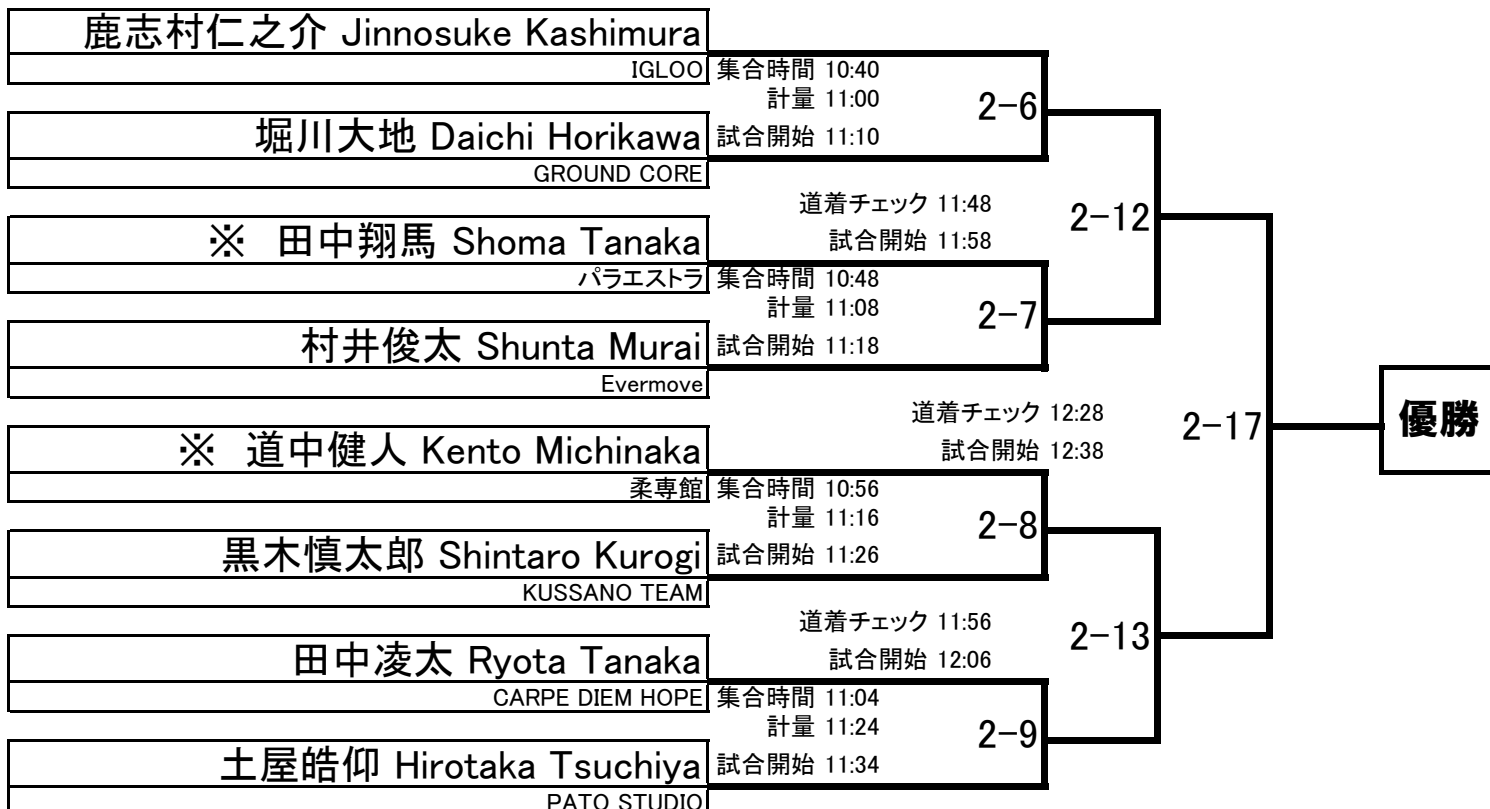 鹿志村仁之介 Jinnosuke Kashimura
IGLOO
集合時間 10:40
計量 11:00
2-6
堀川大地 Daichi Horikawa
試合開始 11:10
GROUND CORE
道着チェック 11:48
2-12
試合開始 11:58
※ 田中翔馬 Shoma Tanaka
パラエストラ
集合時間 10:48
計量 11:08
2-7
村井俊太 Shunta Murai
試合開始 11:18
Evermove
道着チェック 12:28
2-17
試合開始 12:38
優勝
※ 道中健人 Kento Michinaka
柔専館
集合時間 10:56
計量 11:16
2-8
黒木慎太郎 Shintaro Kurogi
試合開始 11:26
KUSSANO TEAM
道着チェック 11:56
2-13
試合開始 12:06
田中凌太 Ryota Tanaka
CARPE DIEM HOPE
集合時間 11:04
計量 11:24
2-9
土屋皓仰 Hirotaka Tsuchiya
試合開始 11:34
PATO STUDIO